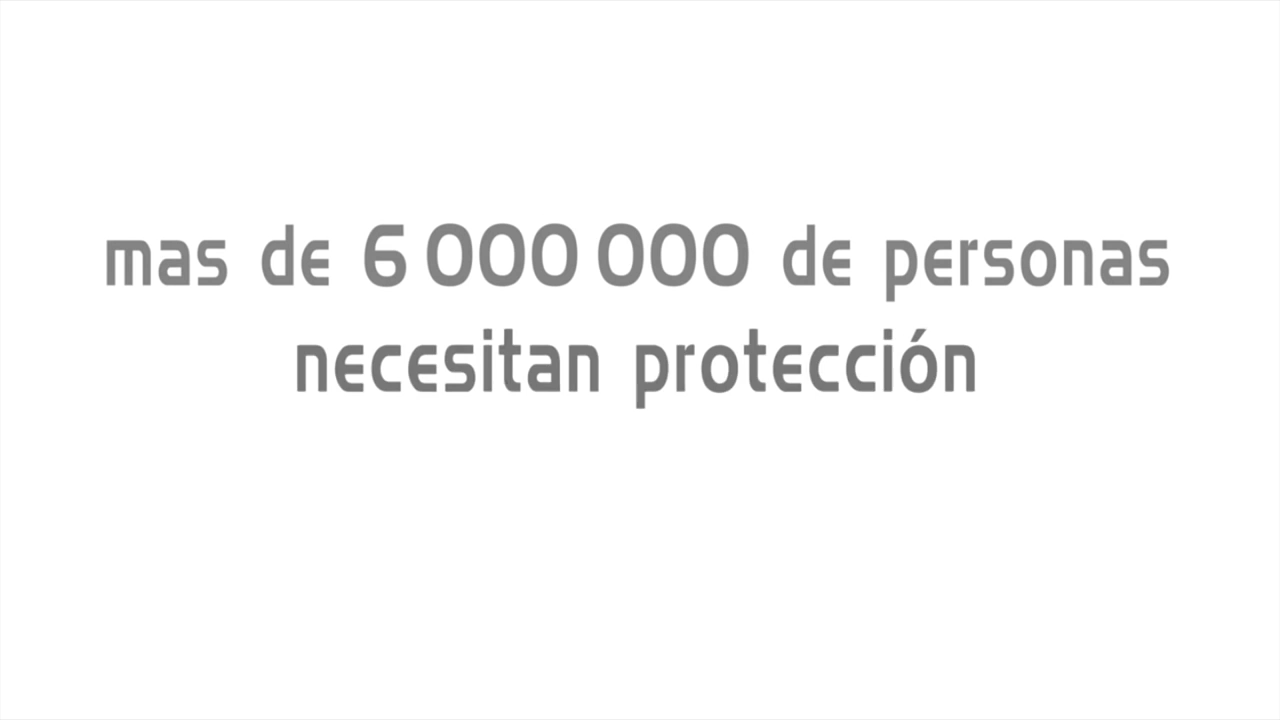 mas de 6 000 000 de personas
necesitan protección